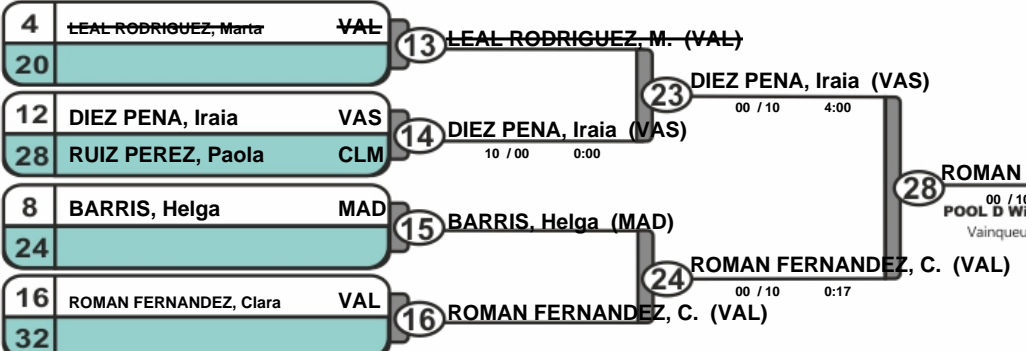 4 LEAL RODRIGUEZ, Marta VAL
20
13 LEAL RODRIGUEZ, M. (VAL)
12 DIEZ PENA, Iraia VAS
28 RUIZ PEREZ, Paola CLM
14 DIEZ PENA, Iraia (VAS)
10 / 00 0:00
23 DIEZ PENA, Iraia (VAS)
00 / 10 4:00
8 BARRIS, Helga MAD
24
15 BARRIS, Helga (MAD)
16 ROMAN FERNANDEZ, Clara VAL
32
16 ROMAN FERNANDEZ, C. (VAL)
24 ROMAN FERNANDEZ, C. (VAL)
00 / 10 0:17
28 ROMAN
00 / 10
POOL D Wi
Vainqueu